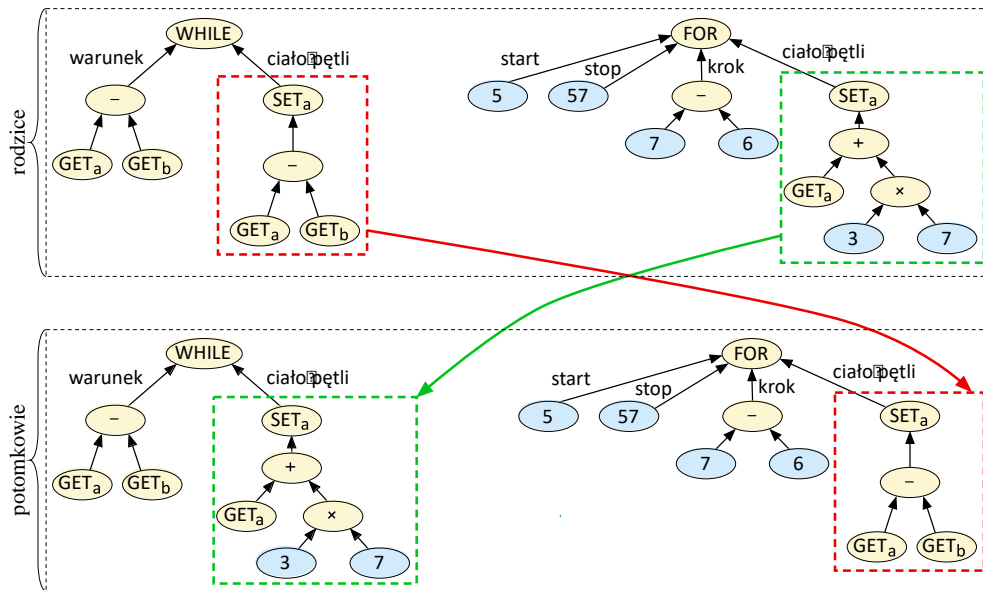 rodzice
WHILE
warunek
ciało pętli
−
SETa
GETa GETb
−
GETa GETb
FOR
start
stop
krok
ciało pętli
5 57
−
SETa
7 6
+
GETa
×
3 7
potomkowie
WHILE
warunek
ciało pętli
−
SETa
GETa GETb
+
GETa
×
3 7
FOR
start
stop
krok
ciało pętli
5 57
−
SETa
7 6
−
GETa GETb